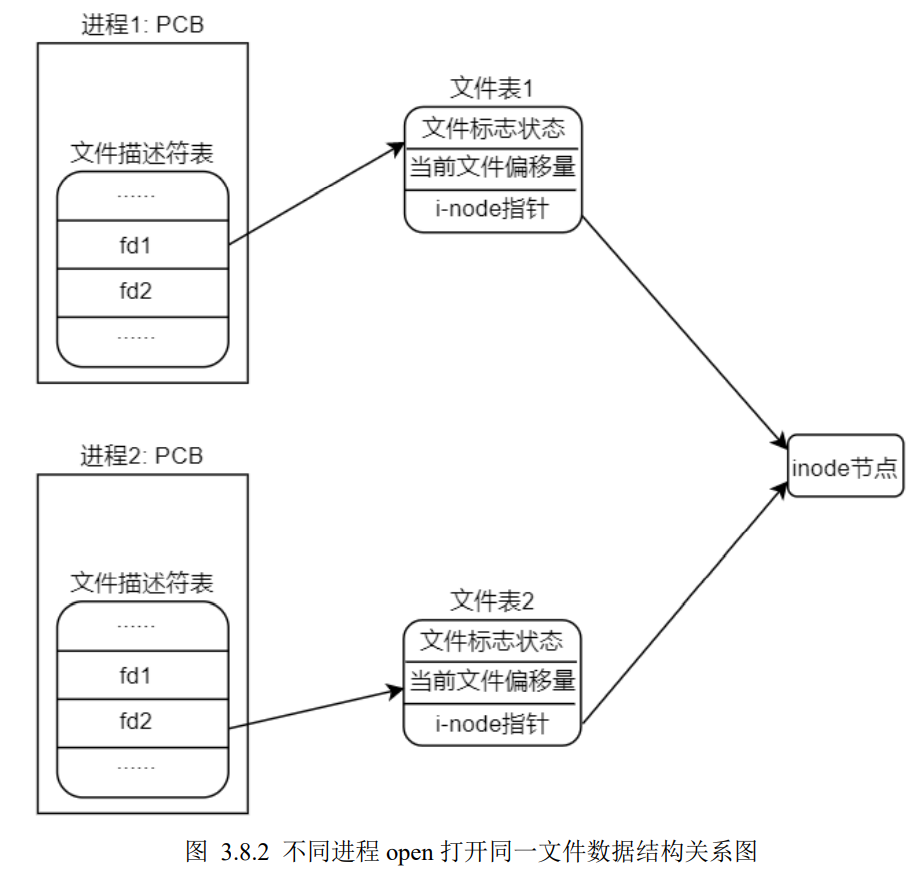 进程1: PCB
文件描述符表
......
fd1
fd2
......
文件表1
文件标志状态
当前文件偏移量
i-node指针
inode节点
进程2: PCB
文件描述符表
......
fd1
fd2
......
文件表2
文件标志状态
当前文件偏移量
i-node指针
图 3.8.2 不同进程 open 打开同一文件数据结构关系图